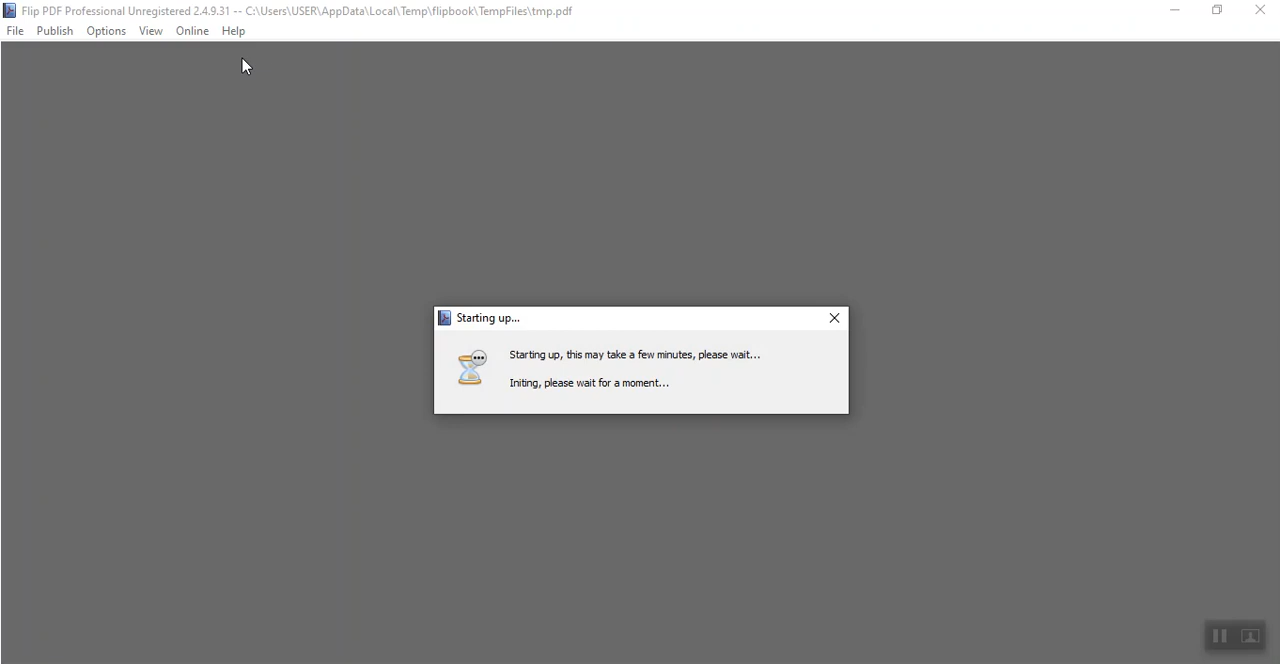 Flip PDF Professional Unregistered 2.4.9.31 -- C:\Users\USER\AppData\Local\Temp\flipbook\TempFiles\tmp.pdf
File Publish Options View Online Help
Starting up...
Starting up, this may take a few minutes, please wait...
Initing, please wait for a moment...